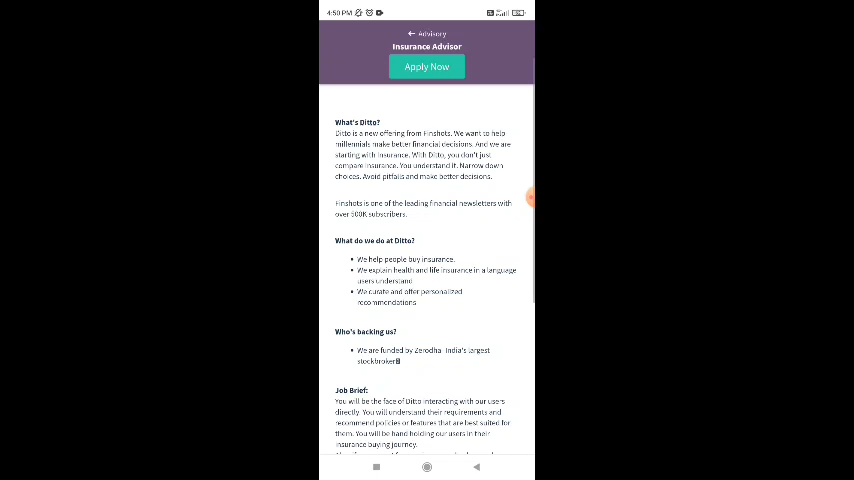 4:50 PM
← Advisory
Insurance Advisor
Apply Now
What's Ditto?
Ditto is a new offering from Finshots. We want to help
millennials make better financial decisions. And we are
starting with Insurance. With Ditto, you don't just
compare insurance. You understand it. Narrow down
choices. Avoid pitfalls and make better decisions.
Finshots is one of the leading financial newsletters with
over 500K subscribers.
What do we do at Ditto?
• We help people buy insurance.
• We explain health and life insurance in a language
users understand
• We curate and offer personalized
recommendations
Who's backing us?
• We are funded by Zerodha. India's largest
stockbroker
Job Brief:
You will be the face of Ditto interacting with our users
directly. You will understand their requirements and
recommend policies or features that are best suited for
them. You will be hand holding our users in their
insurance buying journey.